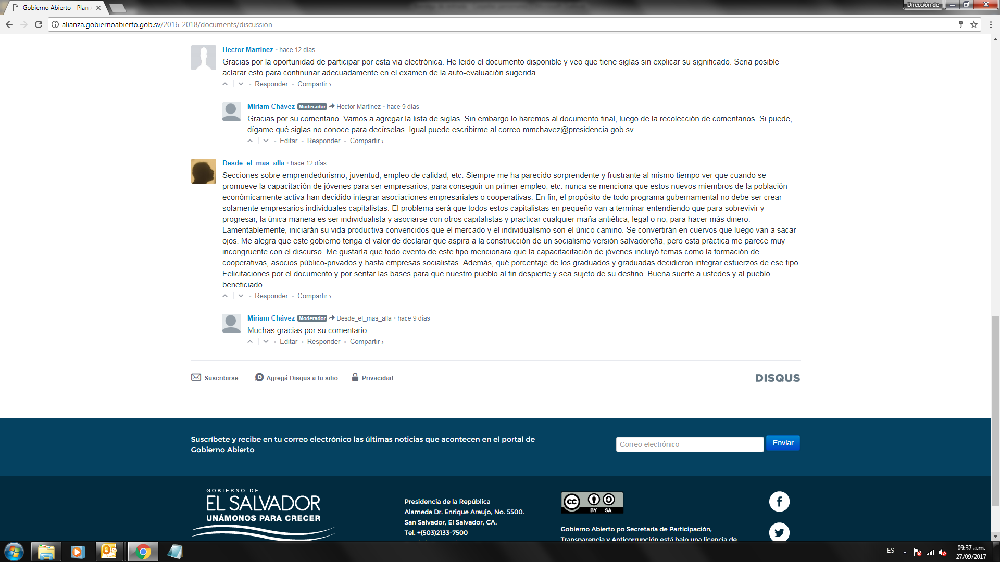 Gobierno Abierto - Plan
Dirección de
alianza.gobiernoabierto.gob.sv/2016-2018/documents/discussion
Hector Martinez • hace 12 días
Gracias por la oportunidad de participar por esta via electrónica. He leido el documento disponible y veo que tiene siglas sin explicar su significado. Seria posible
aclarar esto para continunar adecuadamente en el examen de la auto-evaluación sugerida.
• Responder • Compartir ›
Miriam Chávez Moderador Hector Martinez • hace 9 días
Gracias por su comentario. Vamos a agregar la lista de siglas. Sin embargo lo haremos al documento final, luego de la recolección de comentarios. Si puede,
dígame qué siglas no conoce para decírselas. Igual puede escribirme al correo mmchavez@presidencia.gob.sv
• Editar • Responder • Compartir ›
Desde_el_mas_alla • hace 12 días
Secciones sobre emprendedurismo, juventud, empleo de calidad, etc. Siempre me ha parecido sorprendente y frustrante al mismo tiempo ver que cuando se
promueve la capacitación de jóvenes para ser empresarios, para conseguir un primer empleo, etc. nunca se menciona que estos nuevos miembros de la población
económicamente activa han decidido integrar asociaciones empresariales o cooperativas. En fin, el propósito de todo programa gubernamental no debe ser crear
solamente empresarios individuales capitalistas. El problema será que todos estos capitalistas en pequeño van a terminar entendiendo que para sobrevivir y
progresar, la única manera es ser individualista y asociarse con otros capitalistas y practicar cualquier maña antiética, legal o no, para hacer más dinero.
Lamentablemente, iniciarán su vida productiva convencidos que el mercado y el individualismo son el único camino. Se convertirán en cuervos que luego van a sacar
ojos. Me alegra que este gobierno tenga el valor de declarar que aspira a la construcción de un socialismo versión salvadoreña, pero esta práctica me parece muy
incongruente con el discurso. Me gustaría que todo evento de este tipo mencionara que la capacitacitación de jóvenes incluyó temas como la formación de
cooperativas, asocios público-privados y hasta empresas socialistas. Además, qué porcentaje de los graduados y graduadas decidieron integrar esfuerzos de ese tipo.
Felicitaciones por el documento y por sentar las bases para que nuestro pueblo al fin despierte y sea sujeto de su destino. Buena suerte a ustedes y al pueblo
beneficiado.
• Responder • Compartir ›
Miriam Chávez Moderador Desde_el_mas_alla • hace 9 días
Muchas gracias por su comentario.
• Editar • Responder • Compartir ›
Suscribirse
Agregá Disqus a tu sitio
Privacidad
DISQUS
Suscríbete y recibe en tu correo electrónico las últimas noticias que acontecen en el portal de
Gobierno Abierto
Correo electrónico
Enviar
GOBIERNO DE
EL SALVADOR
UNÁMONOS PARA CRECER
Presidencia de la República
Alameda Dr. Enrique Araujo, No. 5500.
San Salvador, El Salvador, CA.
Tel. +(503)2133-7500
cc BY SA
Gobierno Abierto po Secretaría de Participación,
Transparencia y Anticorrupción está bajo una licencia de
ES
09:37 a.m.
27/09/2017